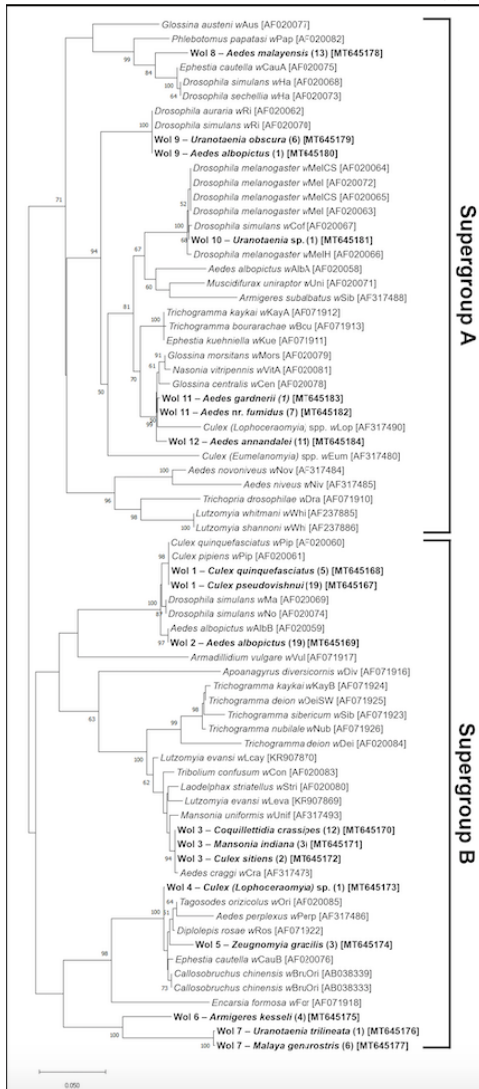 Glossina austeni wAus [AF020077]
Phlebotomus papatasi wPap [AF020082]
99
Wol 8 – Aedes malayensis (13) [MT645178]
84
Ephestia cautella wCauA [AF020075]
Drosophila simulans wHa [AF020068]
64
Drosophila sechellia wHa [AF020073]
Drosophila auraria wRi [AF020062]
100
Drosophila simulans wRi [AF020070]
Wol 9 – Uranotaenia obscura (6) [MT645179]
Wol 9 – Aedes albopictus (1) [MT645180]
Drosophila melanogaster wMelCS [AF020064]
Drosophila melanogaster wMel [AF020072]
71
Drosophila melanogaster wMelCS [AF020065]
52
Drosophila melanogaster wMel [AF020063]
100
Drosophila simulans wCof [AF020067]
68
Wol 10 – Uranotaenia sp. (1) [MT645181]
94
Drosophila melanogaster wMelH [AF020066]
67
Aedes albopictus wAlbA [AF020058]
60
Muscidifurax uniraptor wUni [AF020071]
Armigeres subalbatus wSib [AF317488]
81
Trichogramma kaykai wKayA [AF071912]
100
Trichogramma bourarachae wBou [AF071913]
Ephestia kuehniella wKue [AF071911]
91
Glossina morsitans wMors [AF020079]
61
Nasonia vitripennis wVitA [AF020081]
70
Glossina centralis wCen [AF020078]
Wol 11 – Aedes gardnerii (1) [MT645183]
50
Wol 11 – Aedes nr. fumidus (7) [MT645182]
99
Culex (Lophoceraomyia) spp. wLop [AF317490]
Wol 12 – Aedes annandalei (11) [MT645184]
Culex (Eumelanomyia) spp. wEum [AF317480]
100
Aedes novoniveus wNov [AF317484]
96
Aedes niveus wNiv [AF317485]
94
Trichopria drosophilae wDra [AF071910]
Lutzomyia whitmani wWhi [AF237885]
100
Lutzomyia shannoni wWhi [AF237886]
Supergroup A
Culex quinquefasciatus wPip [AF020060]
98
Culex pipiens wPip [AF020061]
Wol 1 – Culex quinquefasciatus (5) [MT645168]
Wol 1 – Culex pseudovishnui (19) [MT645167]
100
Drosophila simulans wMa [AF020069]
87
Drosophila simulans wNo [AF020074]
Aedes albopictus wAlbB [AF020059]
97
Wol 2 – Aedes albopictus (19) [MT645169]
Armadillidium vulgare wVul [AF071917]
Apoanagyrus diversicornis wDiv [AF071916]
Trichogramma kaykai wKayB [AF071924]
63
98
Trichogramma deion wDeiSW [AF071925]
Trichogramma sibericum wSib [AF071923]
99
Trichogramma nubilale wNub [AF071926]
Trichogramma deion wDei [AF020084]
100
Lutzomyia evansi wLcay [KR907870]
Tribolium confusum wCon [AF020083]
62
Laodelphax striatellus wStri [AF020080]
Lutzomyia evansi wLeva [KR907869]
Mansonia uniformis wUnif [AF317493]
Wol 3 – Coquillettidia crassipes (12) [MT645170]
Wol 3 – Mansonia indiana (3) [MT645171]
94
Wol 3 – Culex sitiens (2) [MT645172]
Aedes craggi wCra [AF317473]
Wol 4 – Culex (Lophoceraomyia) sp. (1) [MT645173]
100
64
Tagosodes orizicolus wOri [AF020085]
51
Aedes perplexus wPerp [AF317486]
Diplolepis rosae wRos [AF071922]
Wol 5 – Zeugnomyia gracilis (3) [MT645174]
98
Ephestia cautella wCauB [AF020076]
Callosobruchus chinensis wBruOri [AB038339]
73
Callosobruchus chinensis wBruOri [AB038333]
Encarsia formosa wFor [AF071918]
Wol 6 – Armigeres kesseli (4) [MT645175]
100
Wol 7 – Uranotaenia trilineata (1) [MT645176]
100
Wol 7 – Malaya genurostris (6) [MT645177]
Supergroup B
0.050